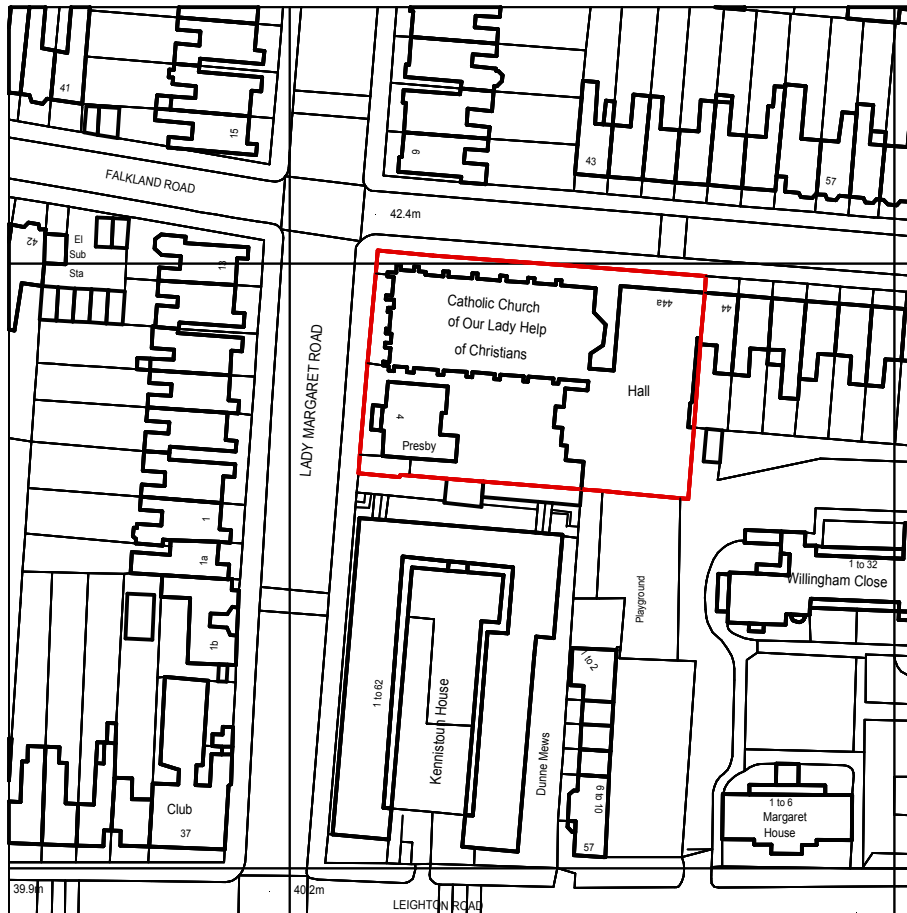 41
15
9
43
57
FALKLAND ROAD
42.4m
42
El
Sub
Sta
13
Catholic Church
of Our Lady Help
of Christians
44a
44
LADY MARGARET ROAD
Hall
4
Presby
1
1a
1b
1 to 32
Willingham Close
Playground
1 to 2
1 to 62
Kennistoun House
Dunne Mews
6 to 10
57
1 to 6
Margaret
House
Club
37
39.9m
40.2m
LEIGHTON ROAD